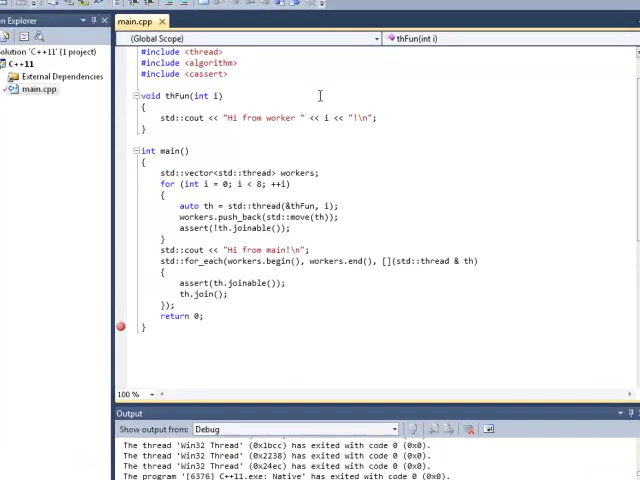 n Explorer
main.cpp
(Global Scope)
thFun(int i)
olution 'C++11' (1 project)
C++11
External Dependencies
main.cpp
#include <thread>
#include <algorithm>
#include <cassert>
void thFun(int i)
{
std::cout << "Hi from worker " << i << "!\n";
}
int main()
{
std::vector<std::thread> workers;
for (int i = 0; i < 8; ++i)
{
auto th = std::thread(&thFun, i);
workers.push_back(std::move(th));
assert(!th.joinable());
}
std::cout << "Hi from main!\n";
std::for_each(workers.begin(), workers.end(), [](std::thread & th)
{
assert(th.joinable());
th.join();
});
return 0;
}
100 %
Output
Show output from: Debug
The thread 'Win32 Thread' (0x1bcc) has exited with code 0 (0x0).
The thread 'Win32 Thread' (0x2238) has exited with code 0 (0x0).
The thread 'Win32 Thread' (0x24ec) has exited with code 0 (0x0).
The program '[6376] C++11.exe: Native' has exited with code 0 (0x0).